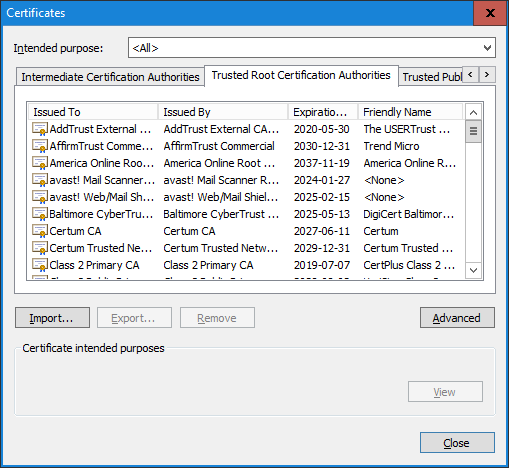 Certificates
Intended purpose: <All>
Intermediate Certification Authorities Trusted Root Certification Authorities Trusted Publ
Issued To Issued By Expiratio... Friendly Name
AddTrust External ... AddTrust External CA... 2020-05-30 The USERTrust ...
AffirmTrust Comme... AffirmTrust Commercial 2030-12-31 Trend Micro
America Online Roo... America Online Root ... 2037-11-19 America Online R...
avast! Mail Scanner ... avast! Mail Scanner R... 2024-01-27 <None>
avast! Web/Mail Sh... avast! Web/Mail Shiel... 2025-02-15 <None>
Baltimore CyberTru... Baltimore CyberTrust ... 2025-05-13 DigiCert Baltimor...
Certum CA Certum CA 2027-06-11 Certum
Certum Trusted Ne... Certum Trusted Netw... 2029-12-31 Certum Trusted ...
Class 2 Primary CA Class 2 Primary CA 2019-07-07 CertPlus Class 2 ...
Import... Export... Remove Advanced
Certificate intended purposes
View
Close